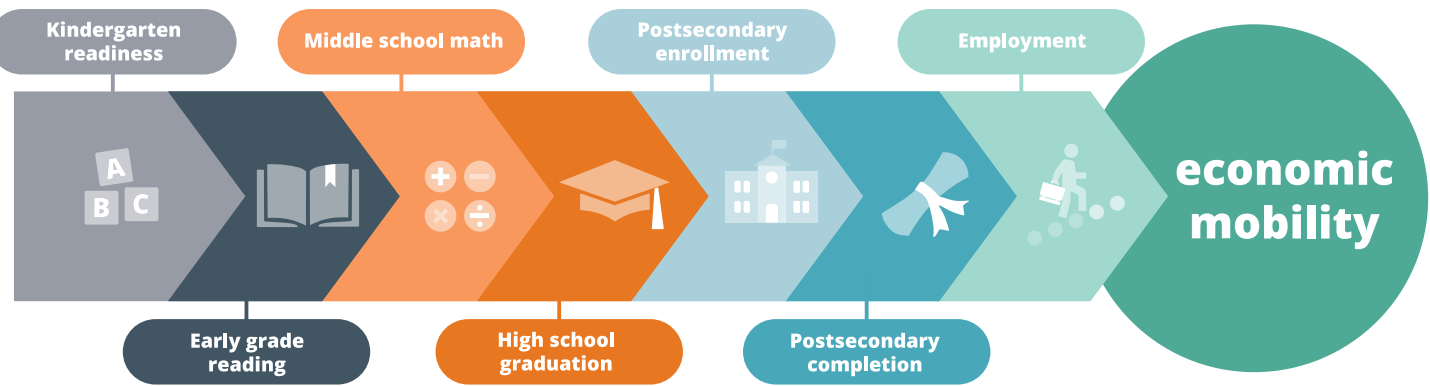 Kindergarten
readiness
Middle school math
Postsecondary
enrollment
Employment
A
B C
economic
mobility
Early grade
reading
High school
graduation
Postsecondary
completion